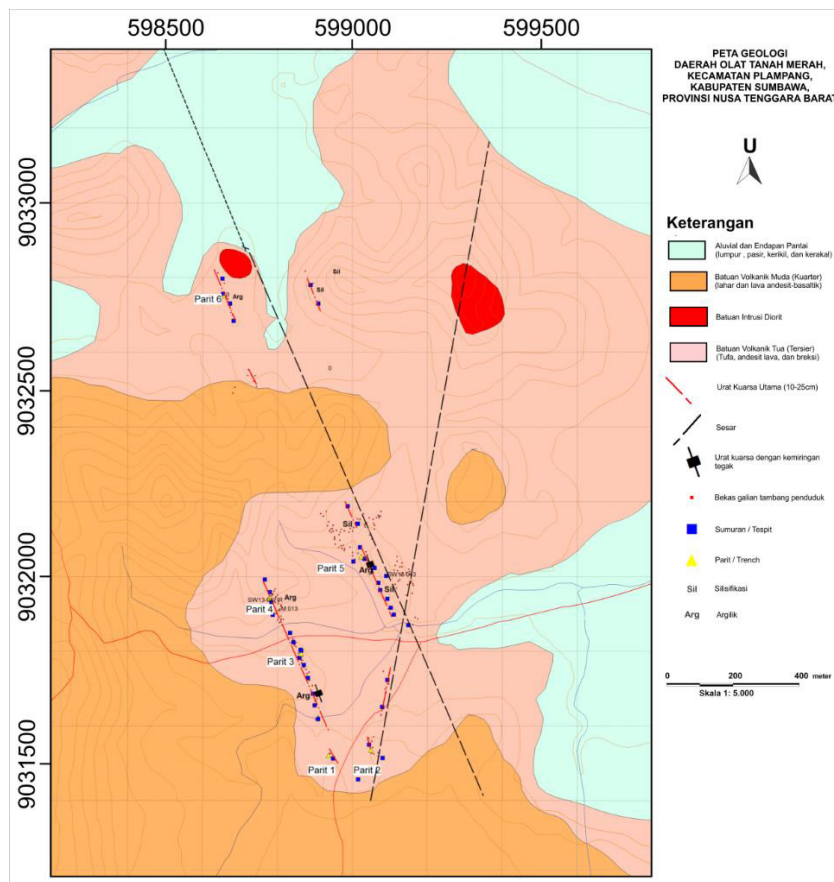 5998500
5999000
5999500
9033000
9032500
9032000
9031500
Sil
Sil
Parit 6
Arg
Sil
Arg
Parit 5
Sil
Arg
Parit 4
Parit 3
Arg
Parit 1
Parit 2
PETA GEOLOGI
DAERAH OLAT TANAH MERAH,
KECAMATAN PLAMPANG,
KABUPATEN SUMBAWA,
PROVINSI NUSA TENGGARA BARAT
U
Keterangan
Aluvial dan Endapan Pantai
(lumpur , pasir, kerikil, dan kerakal)
Batuan Volkanik Muda (Kuarter)
(lahar dan lava andesit-basaltik)
Batuan Intrusi Diorit
Batuan Volkanik Tua (Tersier)
(Tufa, andesit lava, dan breksi)
Urat Kuarsa Utama (10-25cm)
Sesar
Urat kuarsa dengan kemiringan
tegak
Bekas galian tambang penduduk
Sumuran / Tespit
Parit / Trench
Sil
Silisifikasi
Arg
Argilik
0 200 400 meter
Skala 1: 5.000